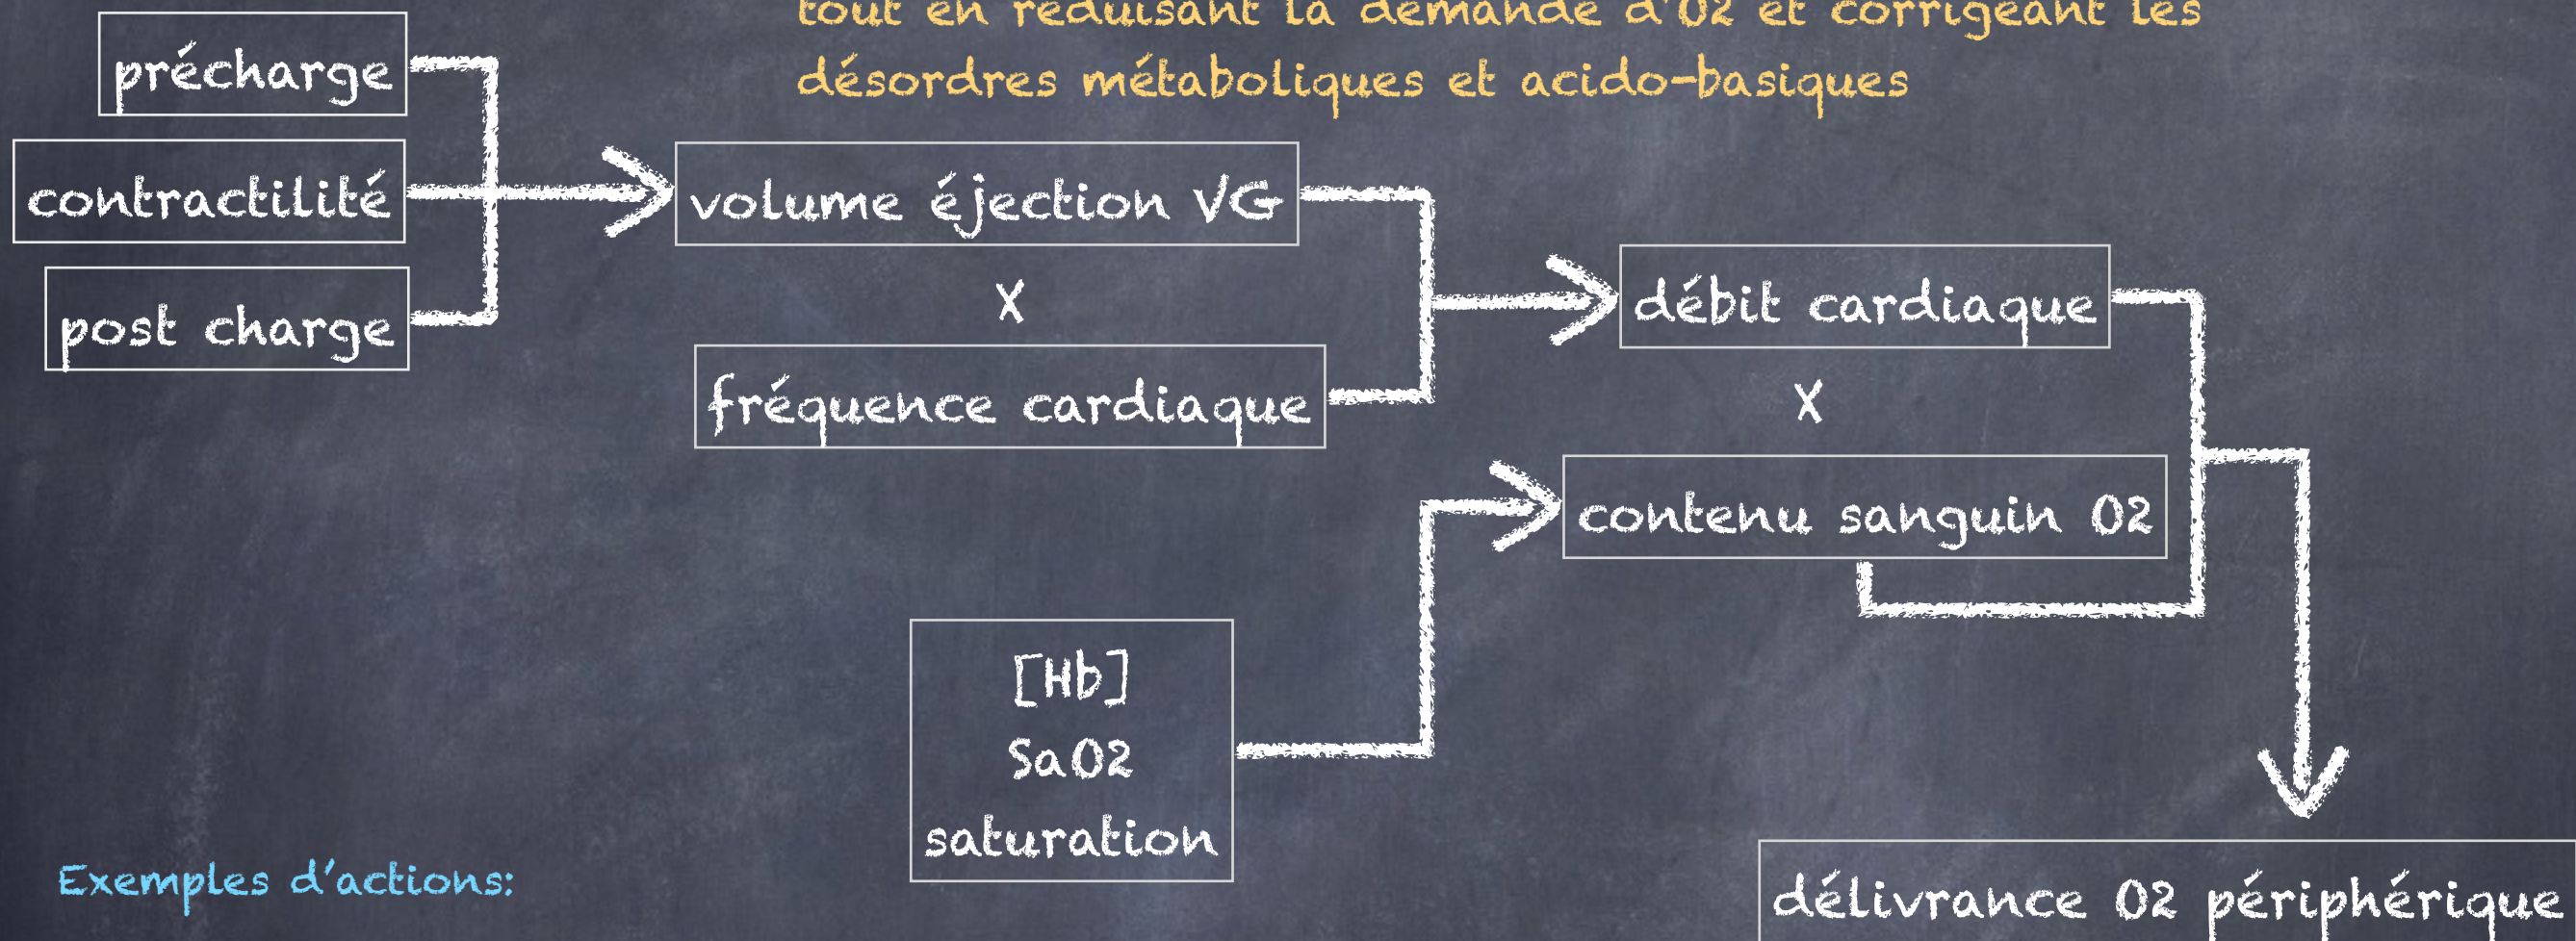 tout en réduisant la demande d'O2 et corrigeant les
désordres métaboliques et acido-basiques
précharge
contractilité
post charge
volume éjection VG
X
fréquence cardiaque
débit cardiaque
X
contenu sanguin O2
[Hb]
SaO2
saturation
Exemples d'actions:
délivrance O2 périphérique